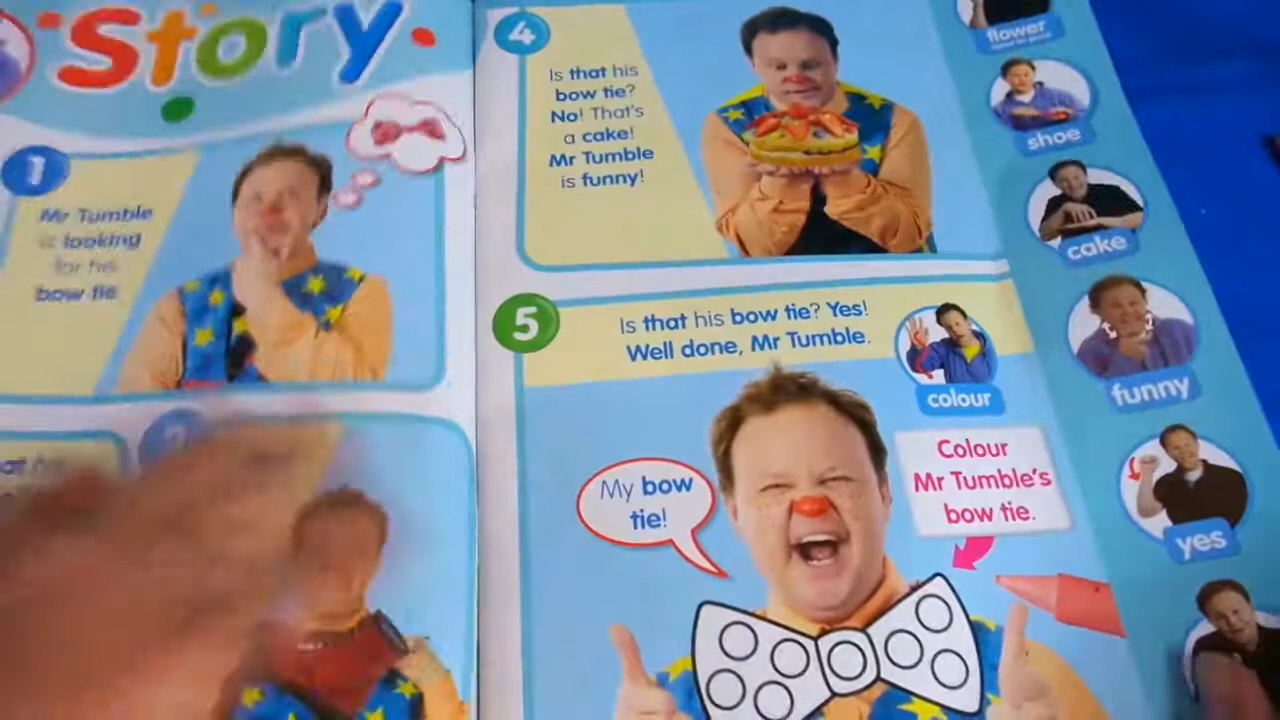 Story
1
Mr Tumble
is looking
for his
bow tie
4
Is that his
bow tie?
No! That's
a cake!
Mr Tumble
is funny!
5
Is that his bow tie? Yes!
Well done, Mr Tumble.
colour
Colour
Mr Tumble's
bow tie.
My bow
tie!
flower
shoe
cake
funny
yes